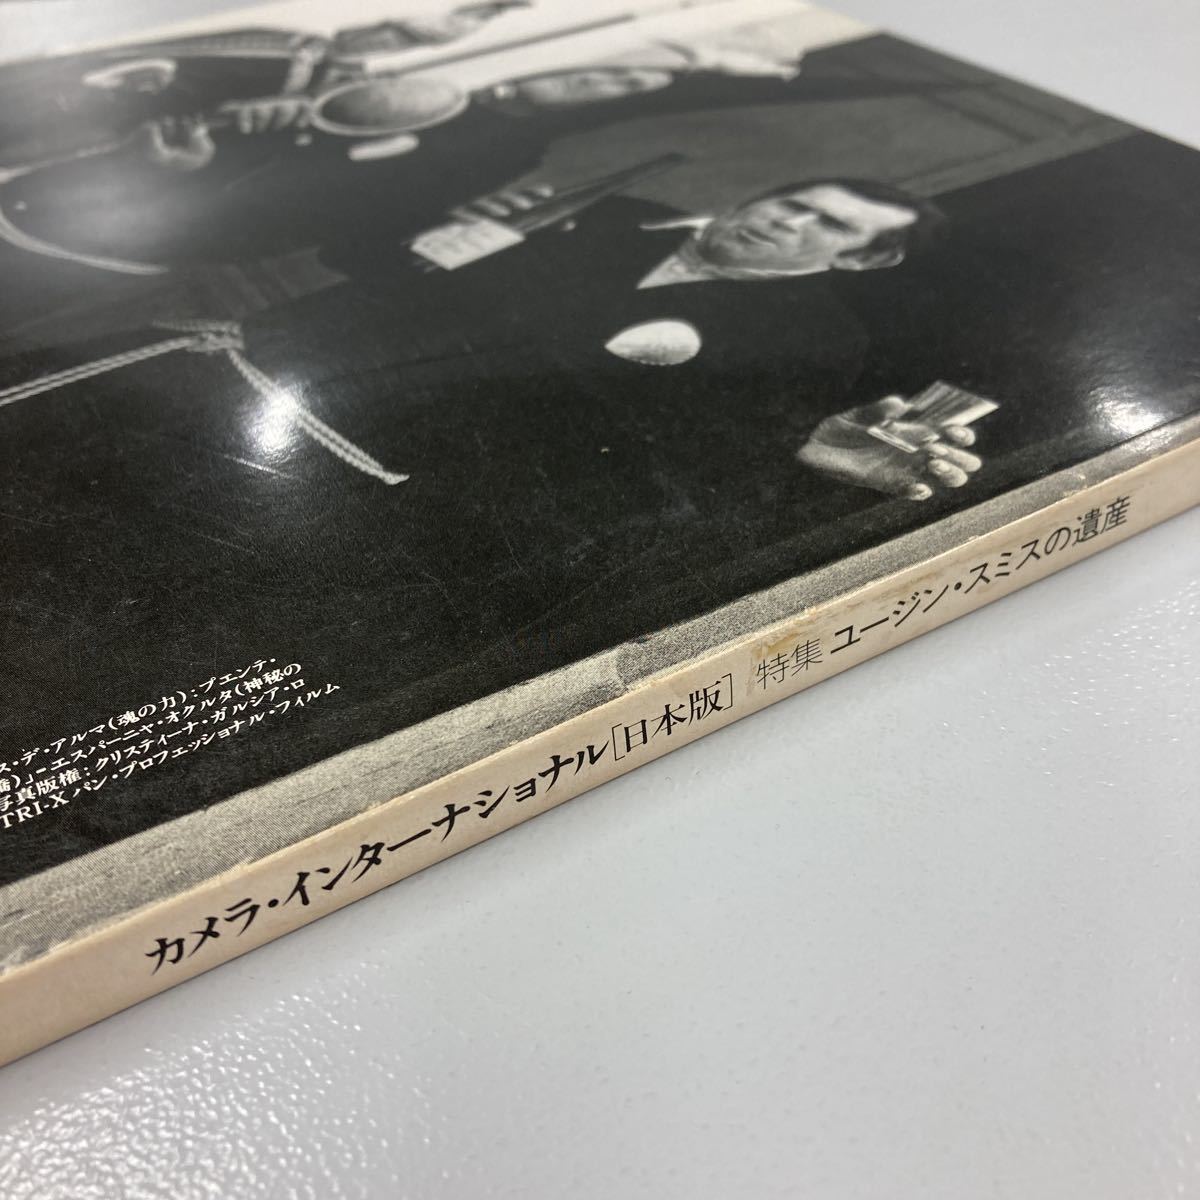 ス・デ・アルマ(魂の力):プエンテ・
喬)」-エスパーニャ・オクルタ(神秘の
写真版権:クリスティーナ・ガルシア・ロ
TRI-X パン・プロフェッショナル・フィルム
カメラ・インターナショナル[日本版] 特集 ユージン・スミスの遺産